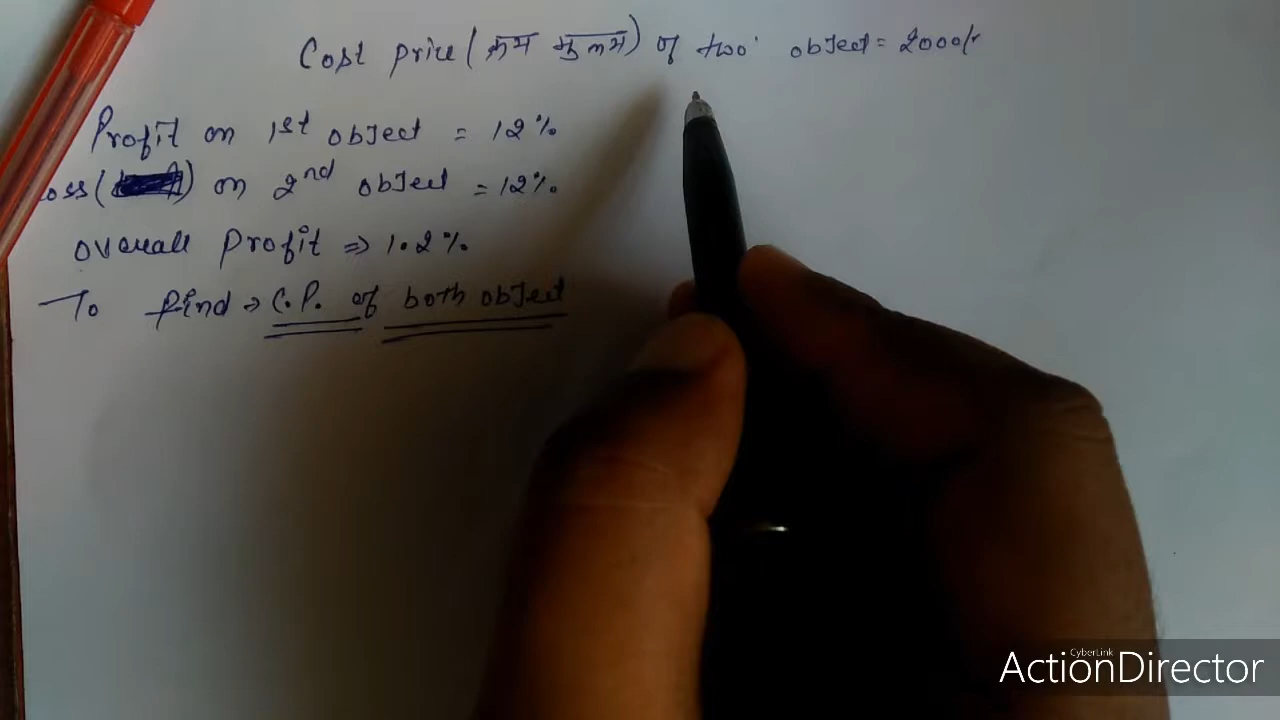 Cost price (क्रय मुल्य) of two object = 2000/-
Profit on 1st object = 12%
oss ( ) on 2nd object = 12%
overall Profit => 1.2%
To find => C.P. of both object
CyberLink
ActionDirector